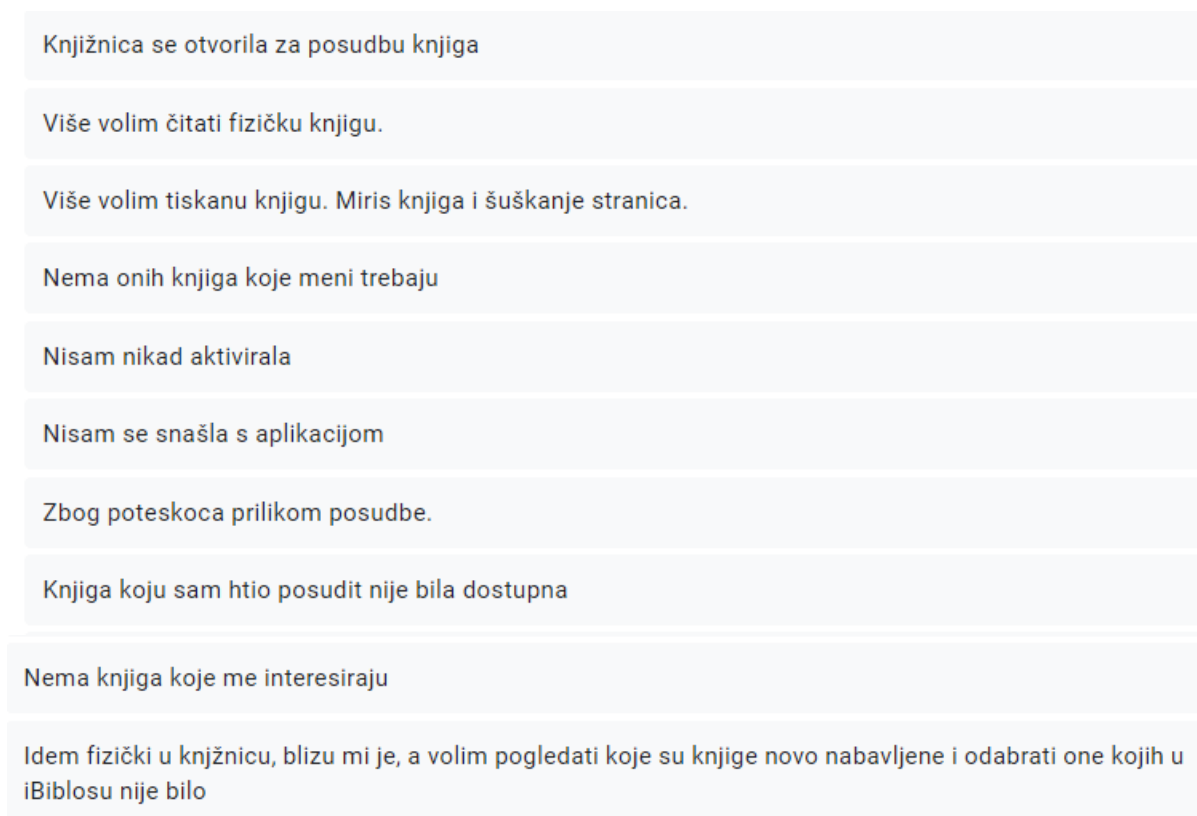 Knjižnica se otvorila za posudbu knjiga
Više volim čitati fizičku knjigu.
Više volim tiskanu knjigu. Miris knjiga i šuškanje stranica.
Nema onih knjiga koje meni trebaju
Nisam nikad aktivirala
Nisam se snašla s aplikacijom
Zbog poteskoca prilikom posudbe.
Knjiga koju sam htio posudit nije bila dostupna
Nema knjiga koje me interesiraju
Idem fizički u knjžnicu, blizu mi je, a volim pogledati koje su knjige novo nabavljene i odabrati one kojih u
iBiblosu nije bilo